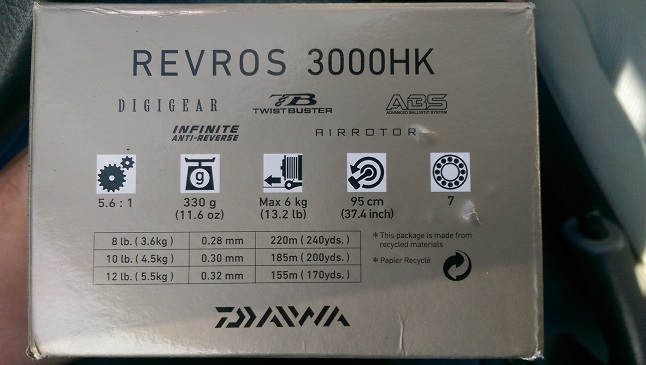 REVROS 3000HK
DIGIGEAR TB TWISTBUSTER ABS ADVANCED BALLISTIC SYSTEM
INFINITE ANTI-REVERSE AIRROTOR
g
5.6 : 1 330 g (11.6 oz) Max 6 kg (13.2 lb) 95 cm (37.4 inch) 7
8 lb. ( 3.6kg ) 0.28 mm 220m ( 240yds. )
10 lb. ( 4.5kg ) 0.30 mm 185m ( 200yds. )
12 lb. ( 5.5kg ) 0.32 mm 155m ( 170yds. )
* This package is made from
recycled materials
* Papier Recyclé
DAIWA